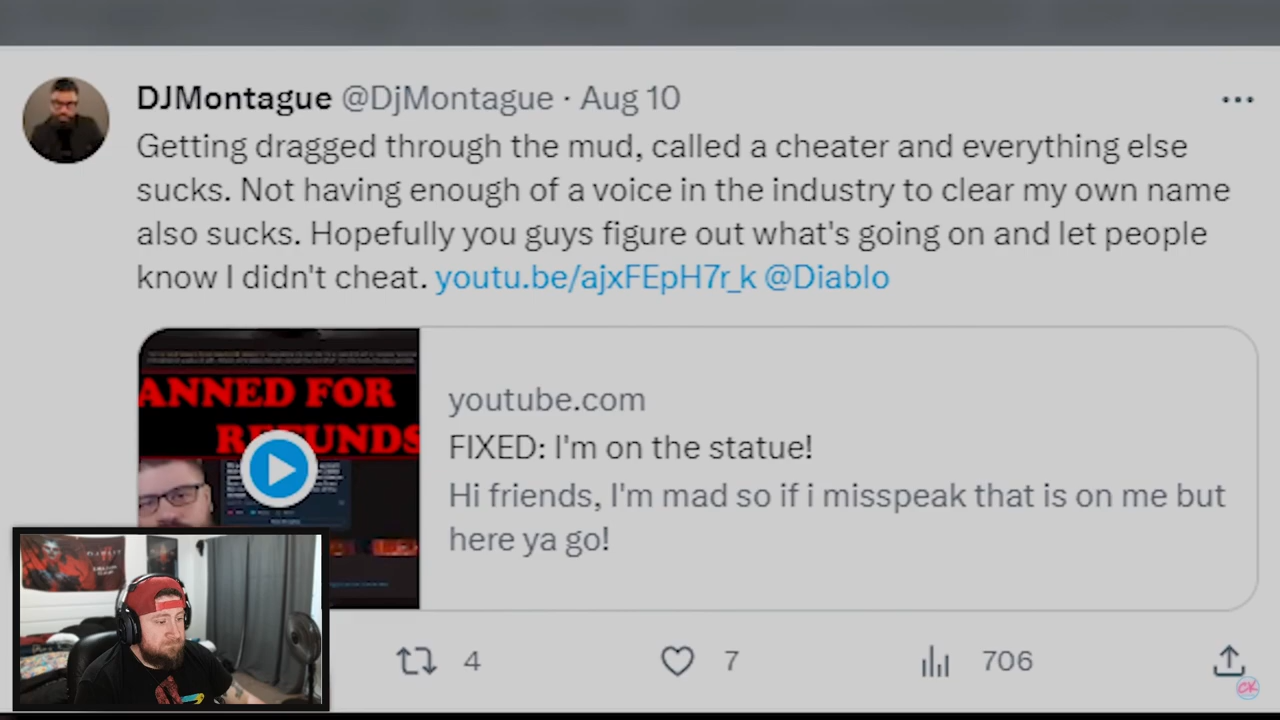 DJMontague @DjMontague · Aug 10
Getting dragged through the mud, called a cheater and everything else
sucks. Not having enough of a voice in the industry to clear my own name
also sucks. Hopefully you guys figure out what's going on and let people
know I didn't cheat. youtu.be/ajxFEpH7r_k @Diablo
ANNED FOR
REFUNDS
youtube.com
FIXED: I'm on the statue!
Hi friends, I'm mad so if i misspeak that is on me but
here ya go!
4
7
706
CK